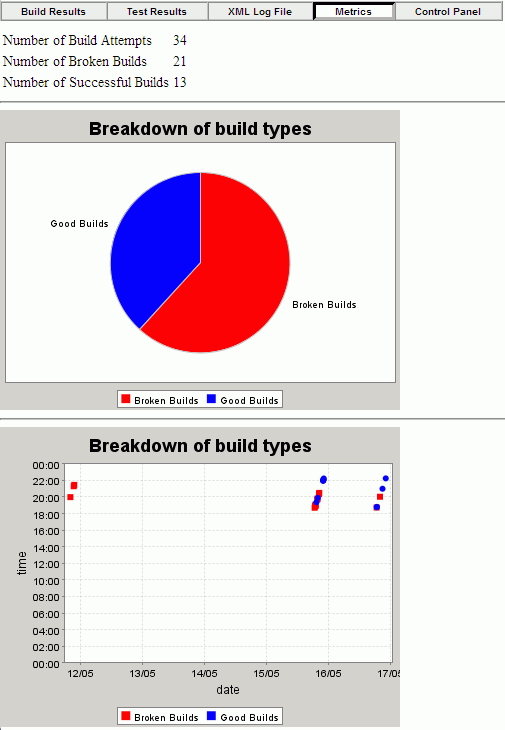 Build Results Test Results XML Log File Metrics Control Panel
Number of Build Attempts 34
Number of Broken Builds 21
Number of Successful Builds 13
Breakdown of build types
Good Builds
Broken Builds
Broken Builds Good Builds
Breakdown of build types
00:00
22:00
20:00
18:00
16:00
14:00
12:00
10:00
08:00
06:00
04:00
02:00
00:00
time
12/05 13/05 14/05 15/05 16/05 17/05
date
Broken Builds Good Builds